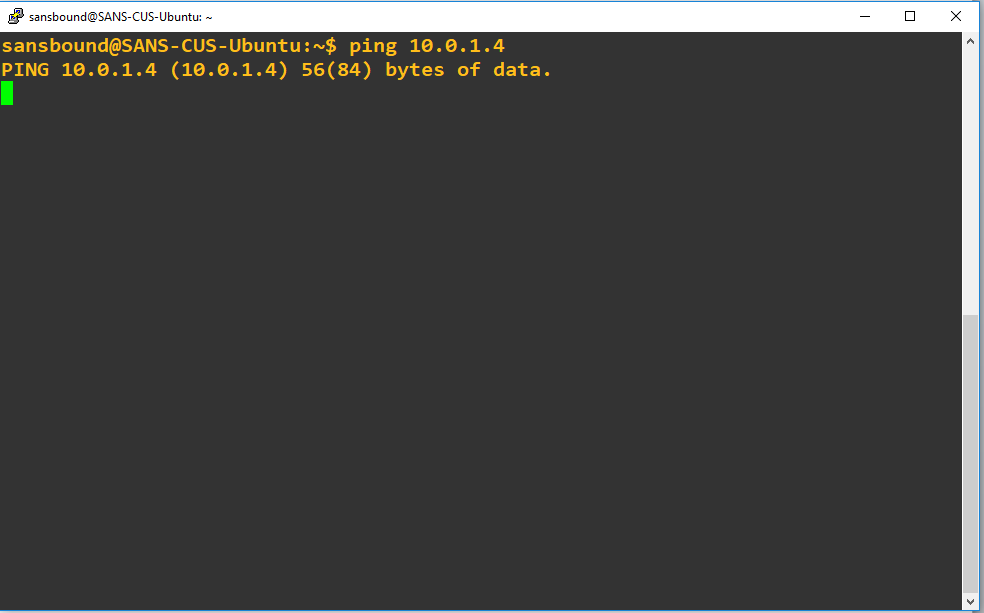 sansbound@SANS-CUS-Ubuntu: ~
sansbound@SANS-CUS-Ubuntu:~$ ping 10.0.1.4
PING 10.0.1.4 (10.0.1.4) 56(84) bytes of data.